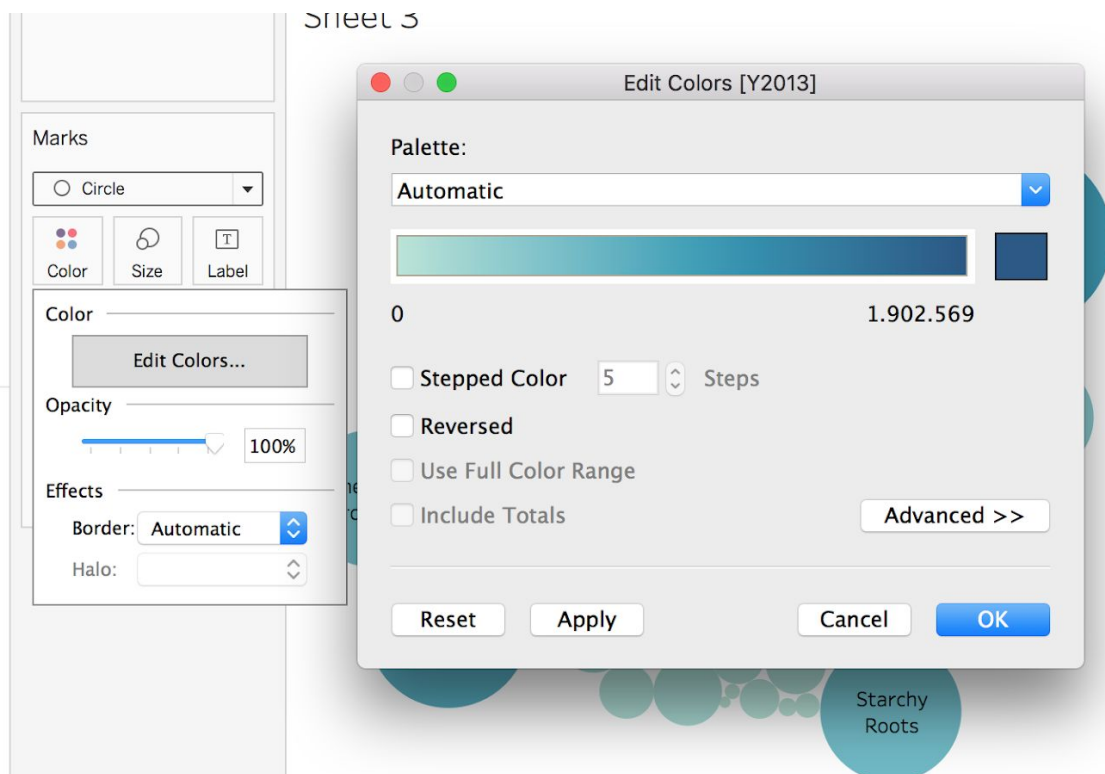 Sheet 3
Marks
Circle
Color
Size
T
Label
Color
Edit Colors...
Opacity
100%
Effects
Border: Automatic
Halo:
Edit Colors [Y2013]
Palette:
Automatic
0
1.902.569
Stepped Color 5 Steps
Reversed
Use Full Color Range
Include Totals
Advanced >>
Reset
Apply
Cancel
OK
Starchy
Roots